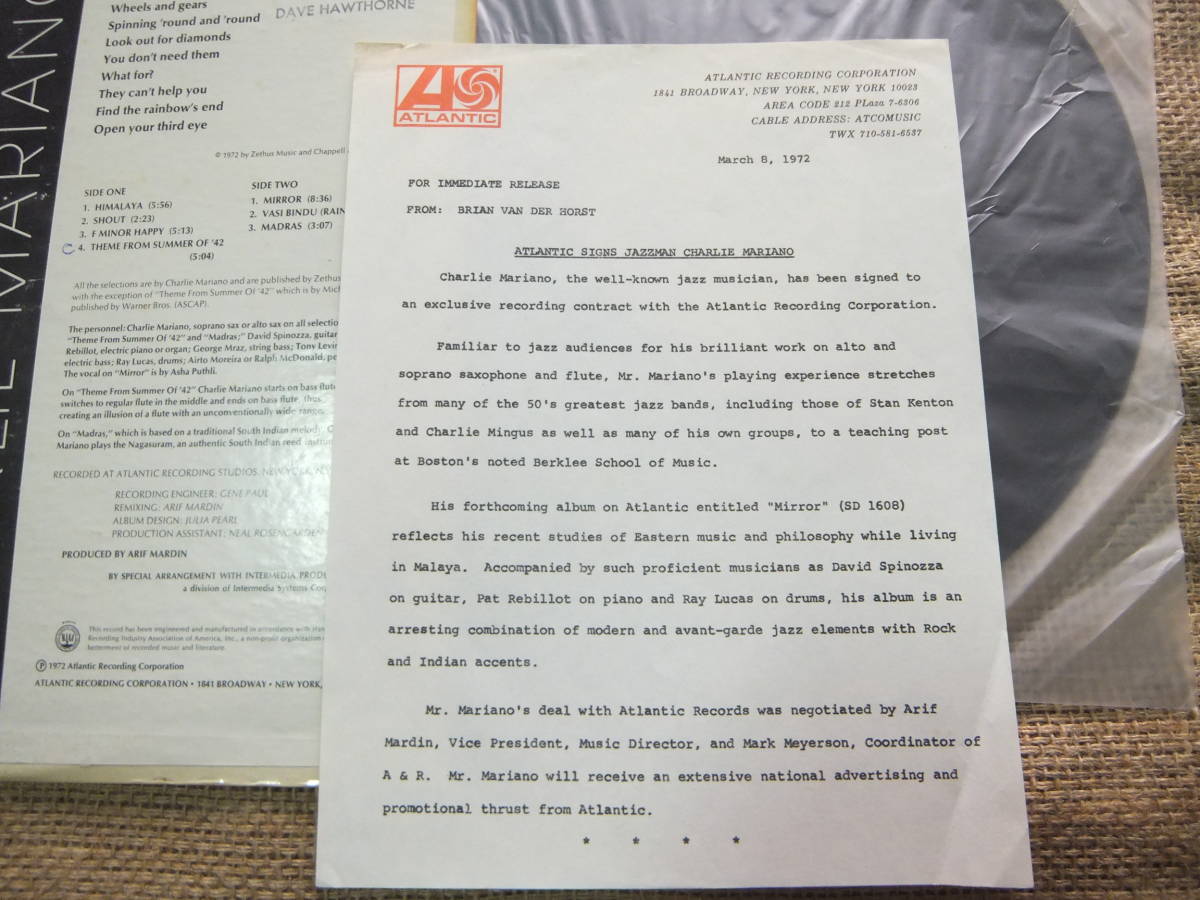 MARIANO
Wheels and gears
Spinning 'round and 'round
Look out for diamonds
You don't need them
What for?
They can't help you
Find the rainbow's end
Open your third eye
DAVE HAWTHORNE
© 1972 by Zethus Music and Chappell
SIDE ONE
1. HIMALAYA (5:56)
2. SHOUT (2:23)
3. F MINOR HAPPY (5:13)
4. THEME FROM SUMMER OF '42
(5:04)
SIDE TWO
1. MIRROR (8:36)
2. VASI BINDU (RAIN
3. MADRAS (3:07)
All the selections are by Charlie Mariano and are published by Zethus
with the exception of "Theme From Summer Of '42" which is by Mich
published by Warner Bros. (ASCAP).
The personnel: Charlie Mariano, soprano sax or alto sax on all selectio
"Theme From Summer Of '42" and "Madras;" David Spinozza, guitar
Rebillot, electric piano or organ; George Mraz, string bass; Tony Levin
electric bass; Ray Lucas, drums; Airto Moreira or Ralph McDonald, pe
The vocal on "Mirror" is by Asha Puthli.
On "Theme From Summer Of '42" Charlie Mariano starts on bass flute
switches to regular flute in the middle and ends on bass flute, thus
creating an illusion of a flute with an unconventionally wide range.
On "Madras," which is based on a traditional South Indian melody, C
Mariano plays the Nagasuram, an authentic South Indian reed instrum
RECORDED AT ATLANTIC RECORDING STUDIOS, NEW YORK, N.Y.
RECORDING ENGINEER: GENE PAUL
REMIXING: ARIF MARDIN
ALBUM DESIGN: JULIA PEARL
PRODUCTION ASSISTANT: NEAL ROSENGARDEN
PRODUCED BY ARIF MARDIN
BY SPECIAL ARRANGEMENT WITH INTERMEDIA PRODU
a division of Intermedia Systems Corp
This record has been engineered and manufactured in accordance with
Recording Industry Association of America, Inc., a non-profit organization
betterment of recorded music and literature.
Ⓟ 1972 Atlantic Recording Corporation
ATLANTIC RECORDING CORPORATION • 1841 BROADWAY • NEW YORK,
ATLANTIC
ATLANTIC RECORDING CORPORATION
1841 BROADWAY, NEW YORK, NEW YORK 10023
AREA CODE 212 PLaza 7-6306
CABLE ADDRESS: ATCOMUSIC
TWX 710-581-6537
March 8, 1972
FOR IMMEDIATE RELEASE
FROM: BRIAN VAN DER HORST
ATLANTIC SIGNS JAZZMAN CHARLIE MARIANO
Charlie Mariano, the well-known jazz musician, has been signed to
an exclusive recording contract with the Atlantic Recording Corporation.
Familiar to jazz audiences for his brilliant work on alto and
soprano saxophone and flute, Mr. Mariano's playing experience stretches
from many of the 50's greatest jazz bands, including those of Stan Kenton
and Charlie Mingus as well as many of his own groups, to a teaching post
at Boston's noted Berklee School of Music.
His forthcoming album on Atlantic entitled "Mirror" (SD 1608)
reflects his recent studies of Eastern music and philosophy while living
in Malaya. Accompanied by such proficient musicians as David Spinozza
on guitar, Pat Rebillot on piano and Ray Lucas on drums, his album is an
arresting combination of modern and avant-garde jazz elements with Rock
and Indian accents.
Mr. Mariano's deal with Atlantic Records was negotiated by Arif
Mardin, Vice President, Music Director, and Mark Meyerson, Coordinator of
A & R. Mr. Mariano will receive an extensive national advertising and
promotional thrust from Atlantic.
* * * *